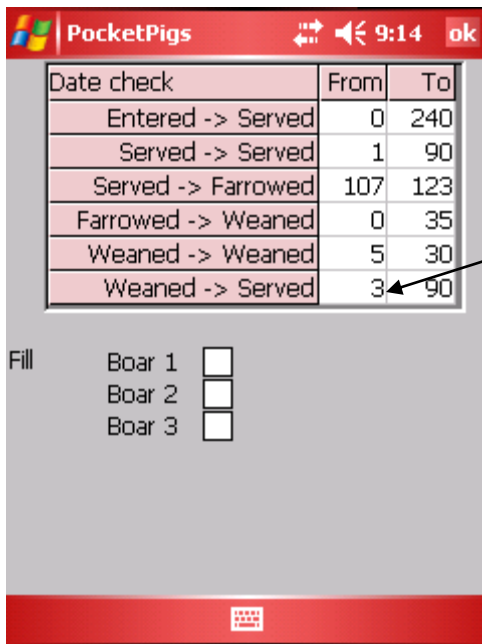 PocketPigs 9:14 ok
Date check From To
Entered -> Served 0 240
Served -> Served 1 90
Served -> Farrowed 107 123
Farrowed -> Weaned 0 35
Weaned -> Weaned 5 30
Weaned -> Served 3 90
Fill Boar 1
Boar 2
Boar 3